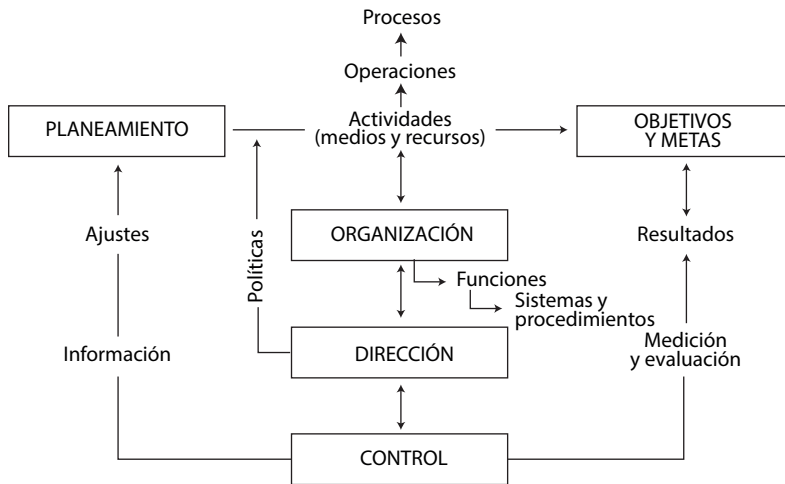 Procesos
Operaciones
PLANEAMIENTO
Actividades
(medios y recursos)
OBJETIVOS
Y METAS
Ajustes
Políticas
ORGANIZACIÓN
Resultados
Funciones
Sistemas y
procedimientos
Información
DIRECCIÓN
Medición
y evaluación
CONTROL